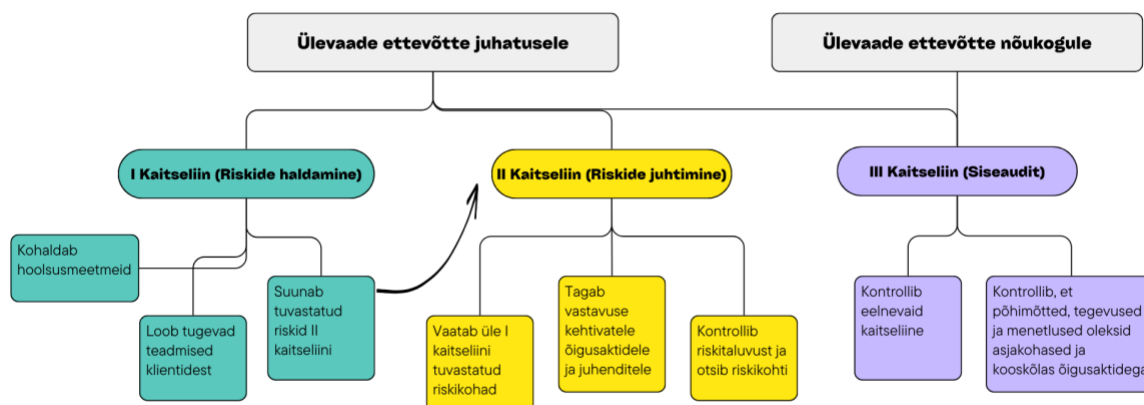 Ülevaade ettevõtte juhatusele
Ülevaade ettevõtte nõukogule
I Kaitseliin (Riskide haldamine)
II Kaitseliin (Riskide juhtimine)
III Kaitseliin (Siseaudit)
Kohaldab
hoolsusmeetmeid
Loob tugevad
teadmised
klientidest
Suunab
tuvastatud
riskid II
kaitseliini
Vaatab üle I
kaitseliini
tuvastatud
riskikohad
Tagab
vastavuse
kehtivatele
õigusaktidele
ja juhenditele
Kontrollib
riskitaluvust ja
otsib riskikohti
Kontrollib
eelnevaid
kaitseliine
Kontrollib, et
põhimõtted, tegevused
ja menetlused oleksid
asjakohased ja
kooskõlas õigusaktidega